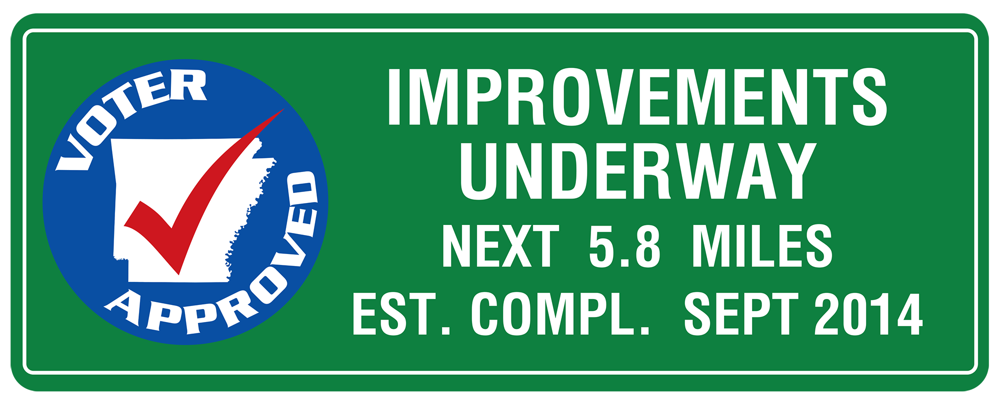 VOTER
APPROVED
IMPROVEMENTS
UNDERWAY
NEXT 5.8 MILES
EST. COMPL. SEPT 2014